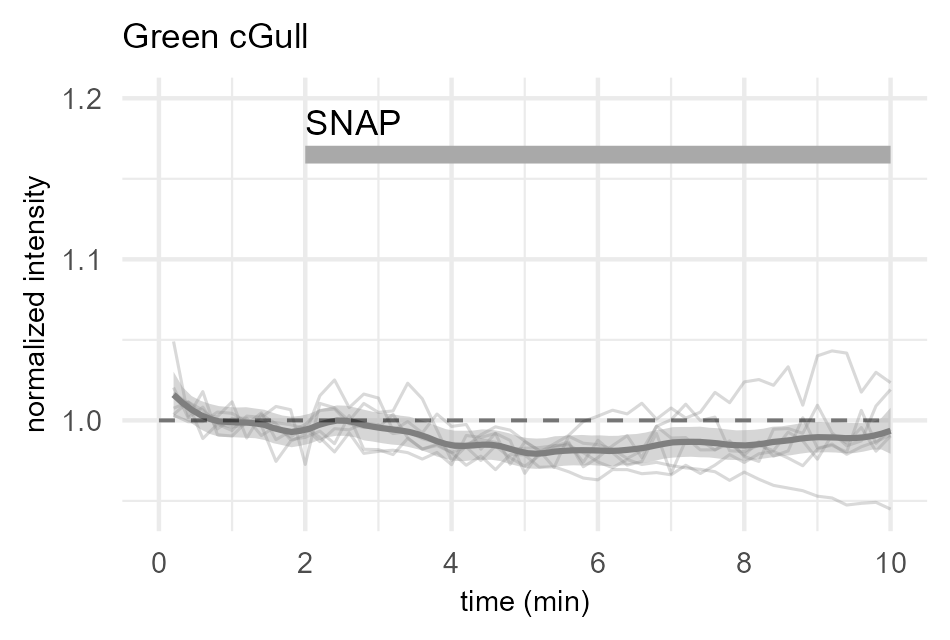 Green cGull
1.2
SNAP
1.1
1.0
normalized intensity
0 2 4 6 8 10
time (min)